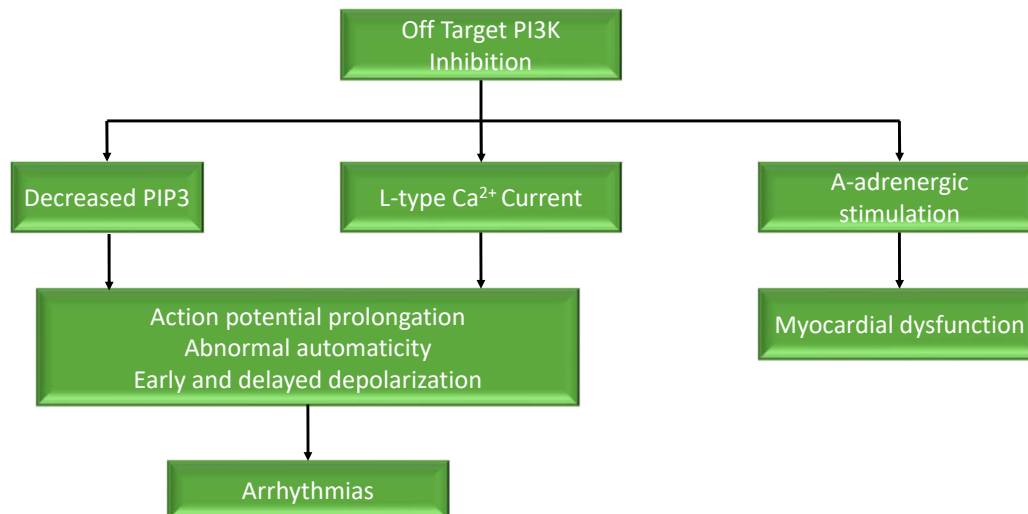 Off Target PI3K
Inhibition
Decreased PIP3
L-type Ca²⁺ Current
A-adrenergic
stimulation
Action potential prolongation
Abnormal automaticity
Early and delayed depolarization
Myocardial dysfunction
Arrhythmias